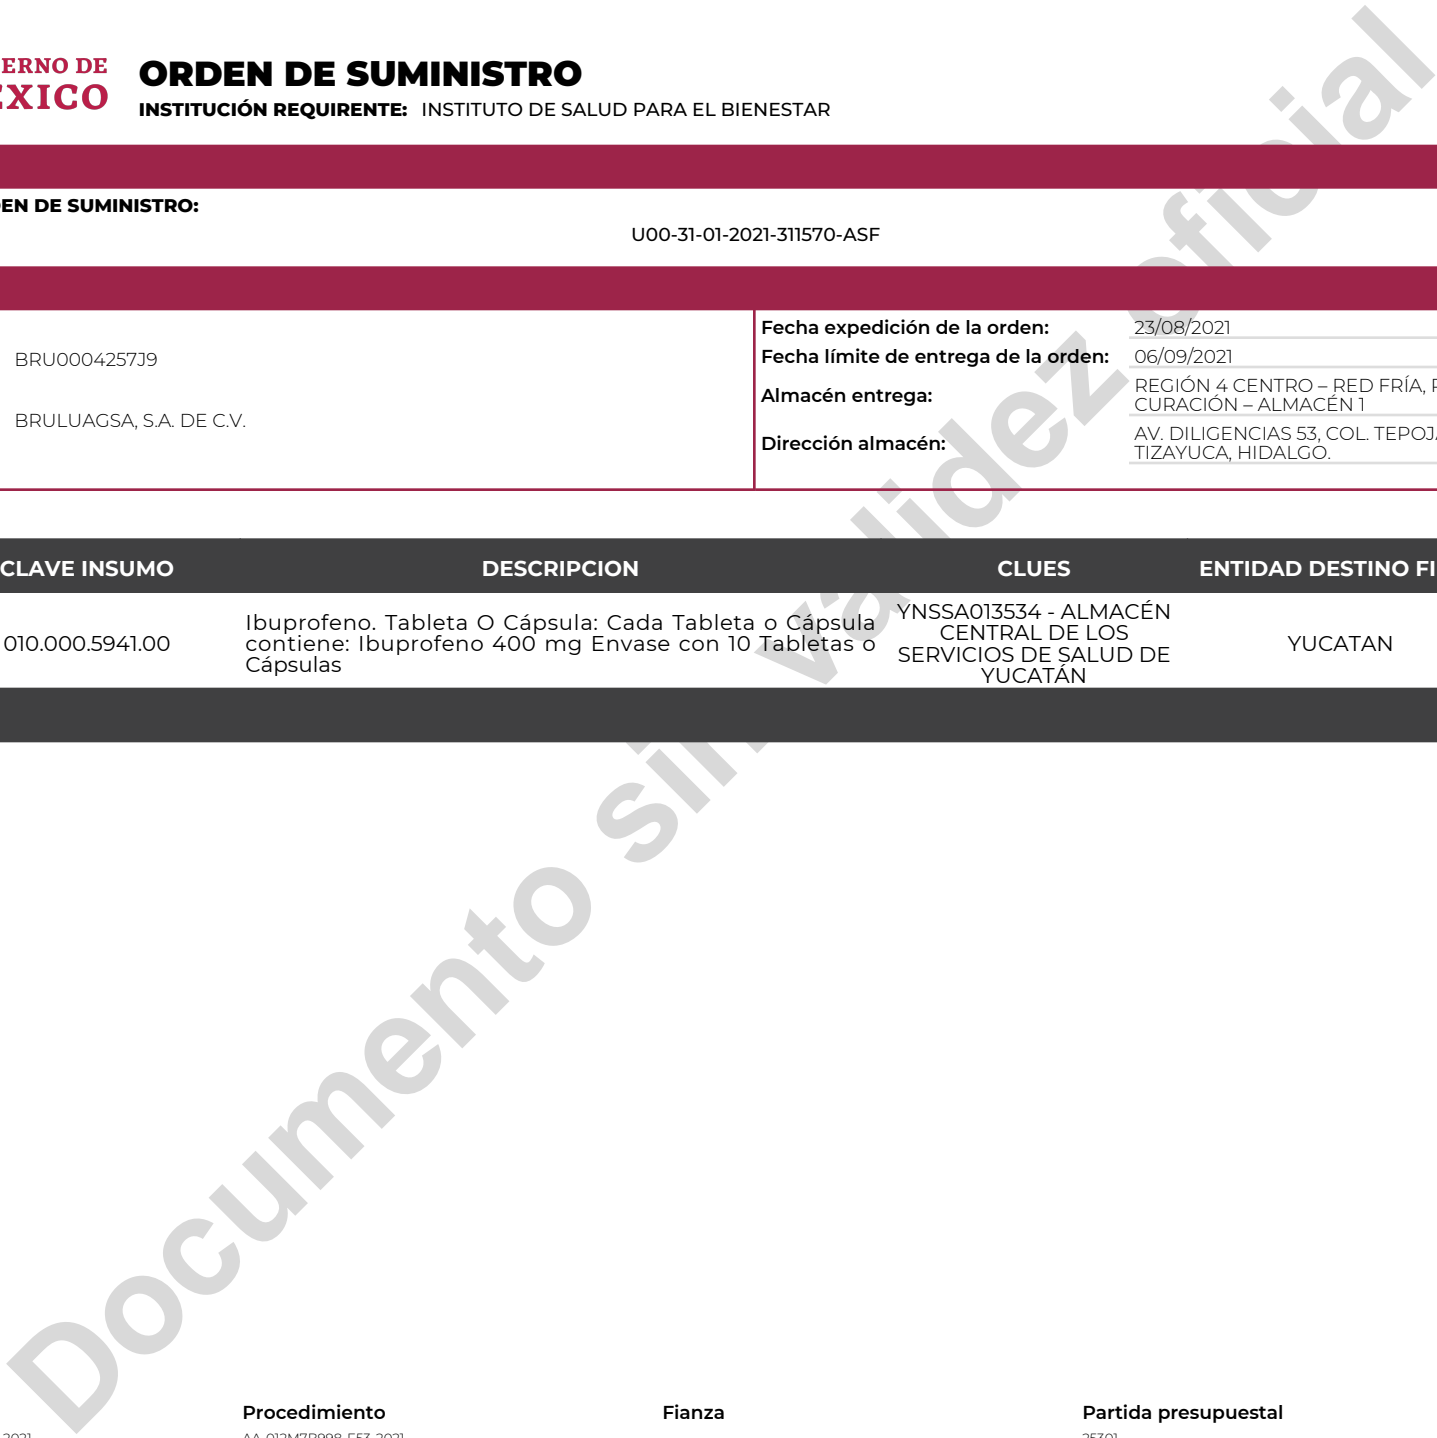 ERNO DE
ÉXICO
ORDEN DE SUMINISTRO
INSTITUCIÓN REQUIRENTE: INSTITUTO DE SALUD PARA EL BIENESTAR
EN DE SUMINISTRO:
U00-31-01-2021-311570-ASF
BRU0004257J9
BRULUAGSA, S.A. DE C.V.
Fecha expedición de la orden: 23/08/2021
Fecha límite de entrega de la orden: 06/09/2021
Almacén entrega: REGIÓN 4 CENTRO – RED FRÍA,
CURACIÓN – ALMACÉN 1
Dirección almacén: AV. DILIGENCIAS 53, COL. TEPOJ
TIZAYUCA, HIDALGO.
CLAVE INSUMO DESCRIPCION CLUES ENTIDAD DESTINO FI
010.000.5941.00
Ibuprofeno. Tableta O Cápsula: Cada Tableta o Cápsula
contiene: Ibuprofeno 400 mg Envase con 10 Tabletas o
Cápsulas
YNSSA013534 - ALMACÉN
CENTRAL DE LOS
SERVICIOS DE SALUD DE
YUCATÁN
YUCATAN
Documento sin validez oficial
Procedimiento Fianza Partida presupuestal